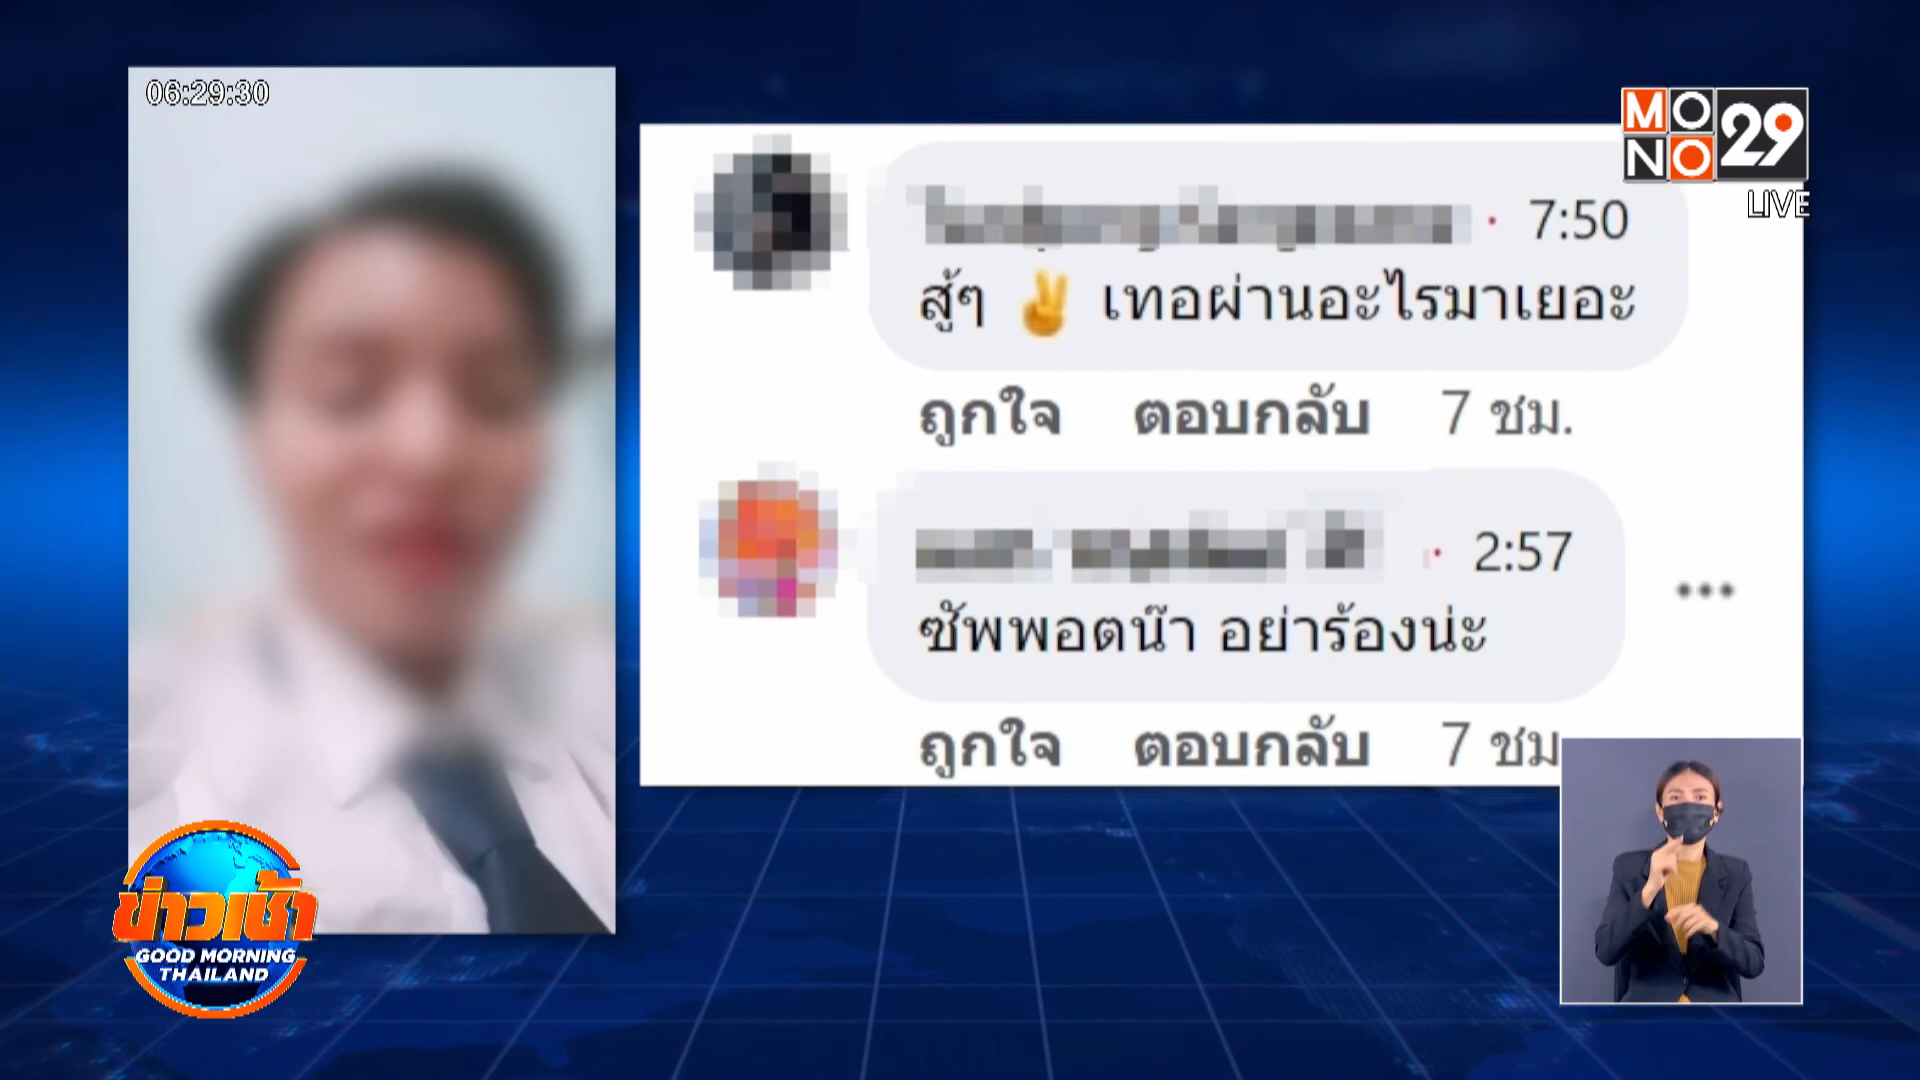 06:29:30
MONO 29
LIVE
7:50
สู้ๆ ✌ เทอผ่านอะไรมาเยอะ
ถูกใจ ตอบกลับ 7 ชม.
2:57
ซัพพอตน๊า อย่าร้องน่ะ
ถูกใจ ตอบกลับ 7 ชม
ข่าวเช้า
GOOD MORNING
THAILAND